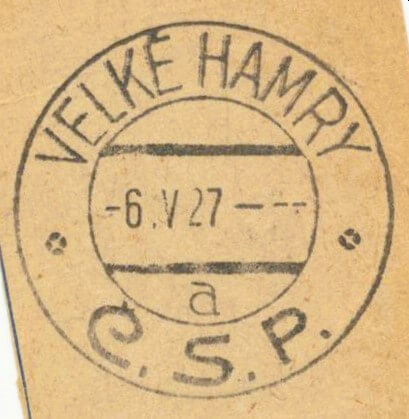 VELKÉ HAMRY
-6.V27---
a
Č.S.P.